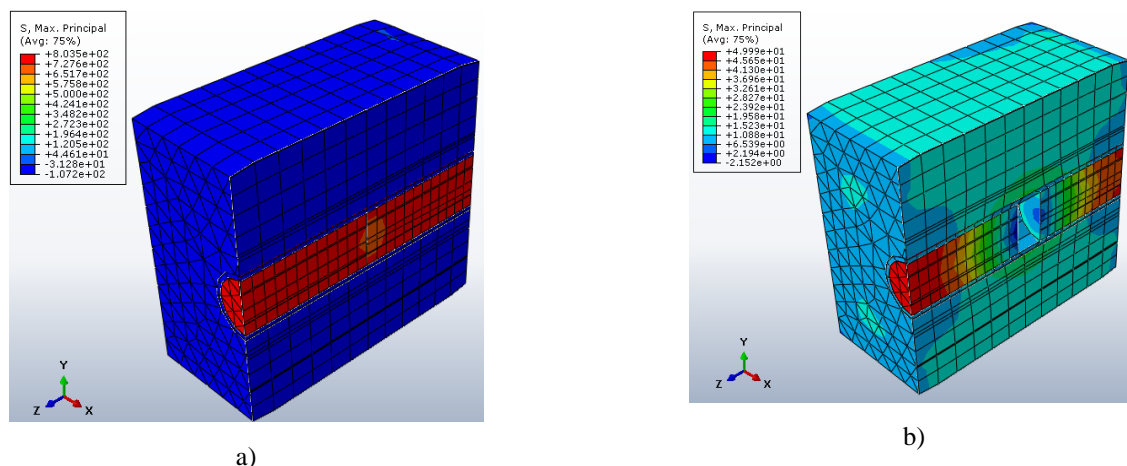 S, Max. Principal
(Avg: 75%)
+8.035e+02
+7.276e+02
+6.517e+02
+5.758e+02
+5.000e+02
+4.241e+02
+3.482e+02
+2.723e+02
+1.964e+02
+1.205e+02
+4.461e+01
-3.128e+01
-1.072e+02
Y
Z
X
a)
S, Max. Principal
(Avg: 75%)
+4.999e+01
+4.565e+01
+4.130e+01
+3.696e+01
+3.261e+01
+2.827e+01
+2.392e+01
+1.958e+01
+1.523e+01
+1.088e+01
+6.539e+00
+2.194e+00
-2.152e+00
Y
Z
X
b)